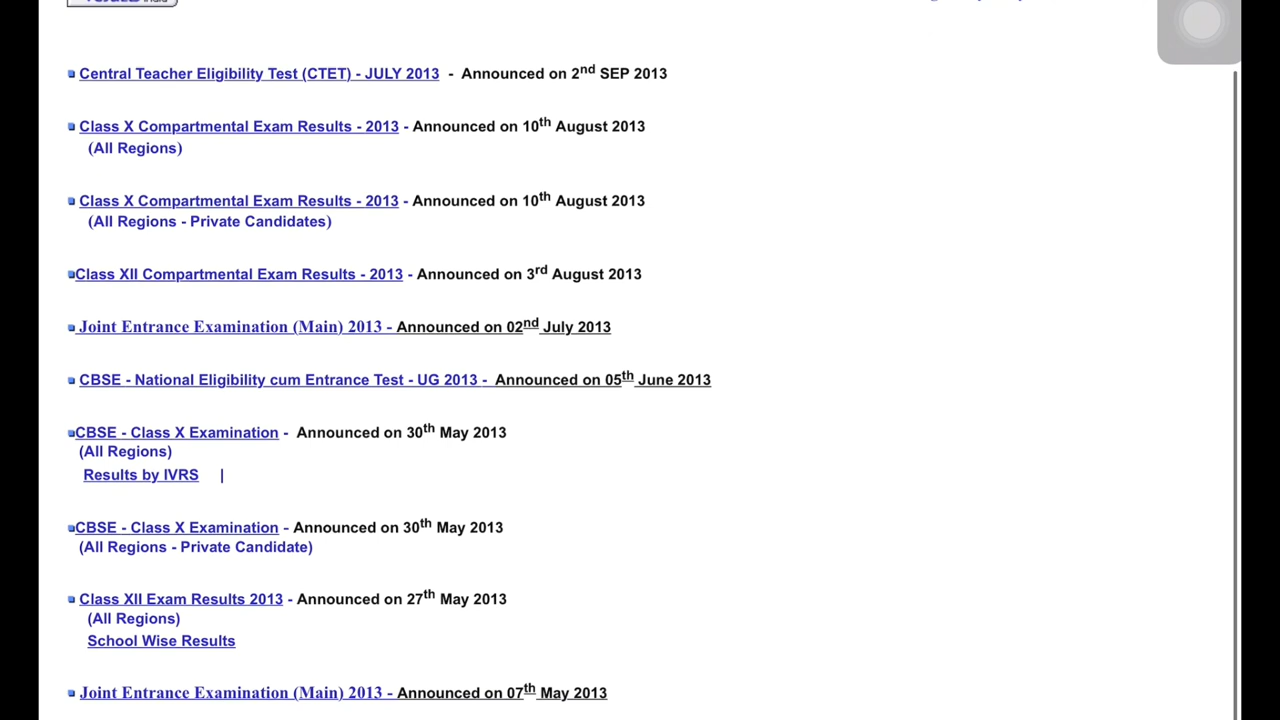 Central Teacher Eligibility Test (CTET) - JULY 2013 - Announced on 2nd SEP 2013
Class X Compartmental Exam Results - 2013 - Announced on 10th August 2013
(All Regions)
Class X Compartmental Exam Results - 2013 - Announced on 10th August 2013
(All Regions - Private Candidates)
Class XII Compartmental Exam Results - 2013 - Announced on 3rd August 2013
Joint Entrance Examination (Main) 2013 - Announced on 02nd July 2013
CBSE - National Eligibility cum Entrance Test - UG 2013 - Announced on 05th June 2013
CBSE - Class X Examination - Announced on 30th May 2013
(All Regions)
Results by IVRS |
CBSE - Class X Examination - Announced on 30th May 2013
(All Regions - Private Candidate)
Class XII Exam Results 2013 - Announced on 27th May 2013
(All Regions)
School Wise Results
Joint Entrance Examination (Main) 2013 - Announced on 07th May 2013